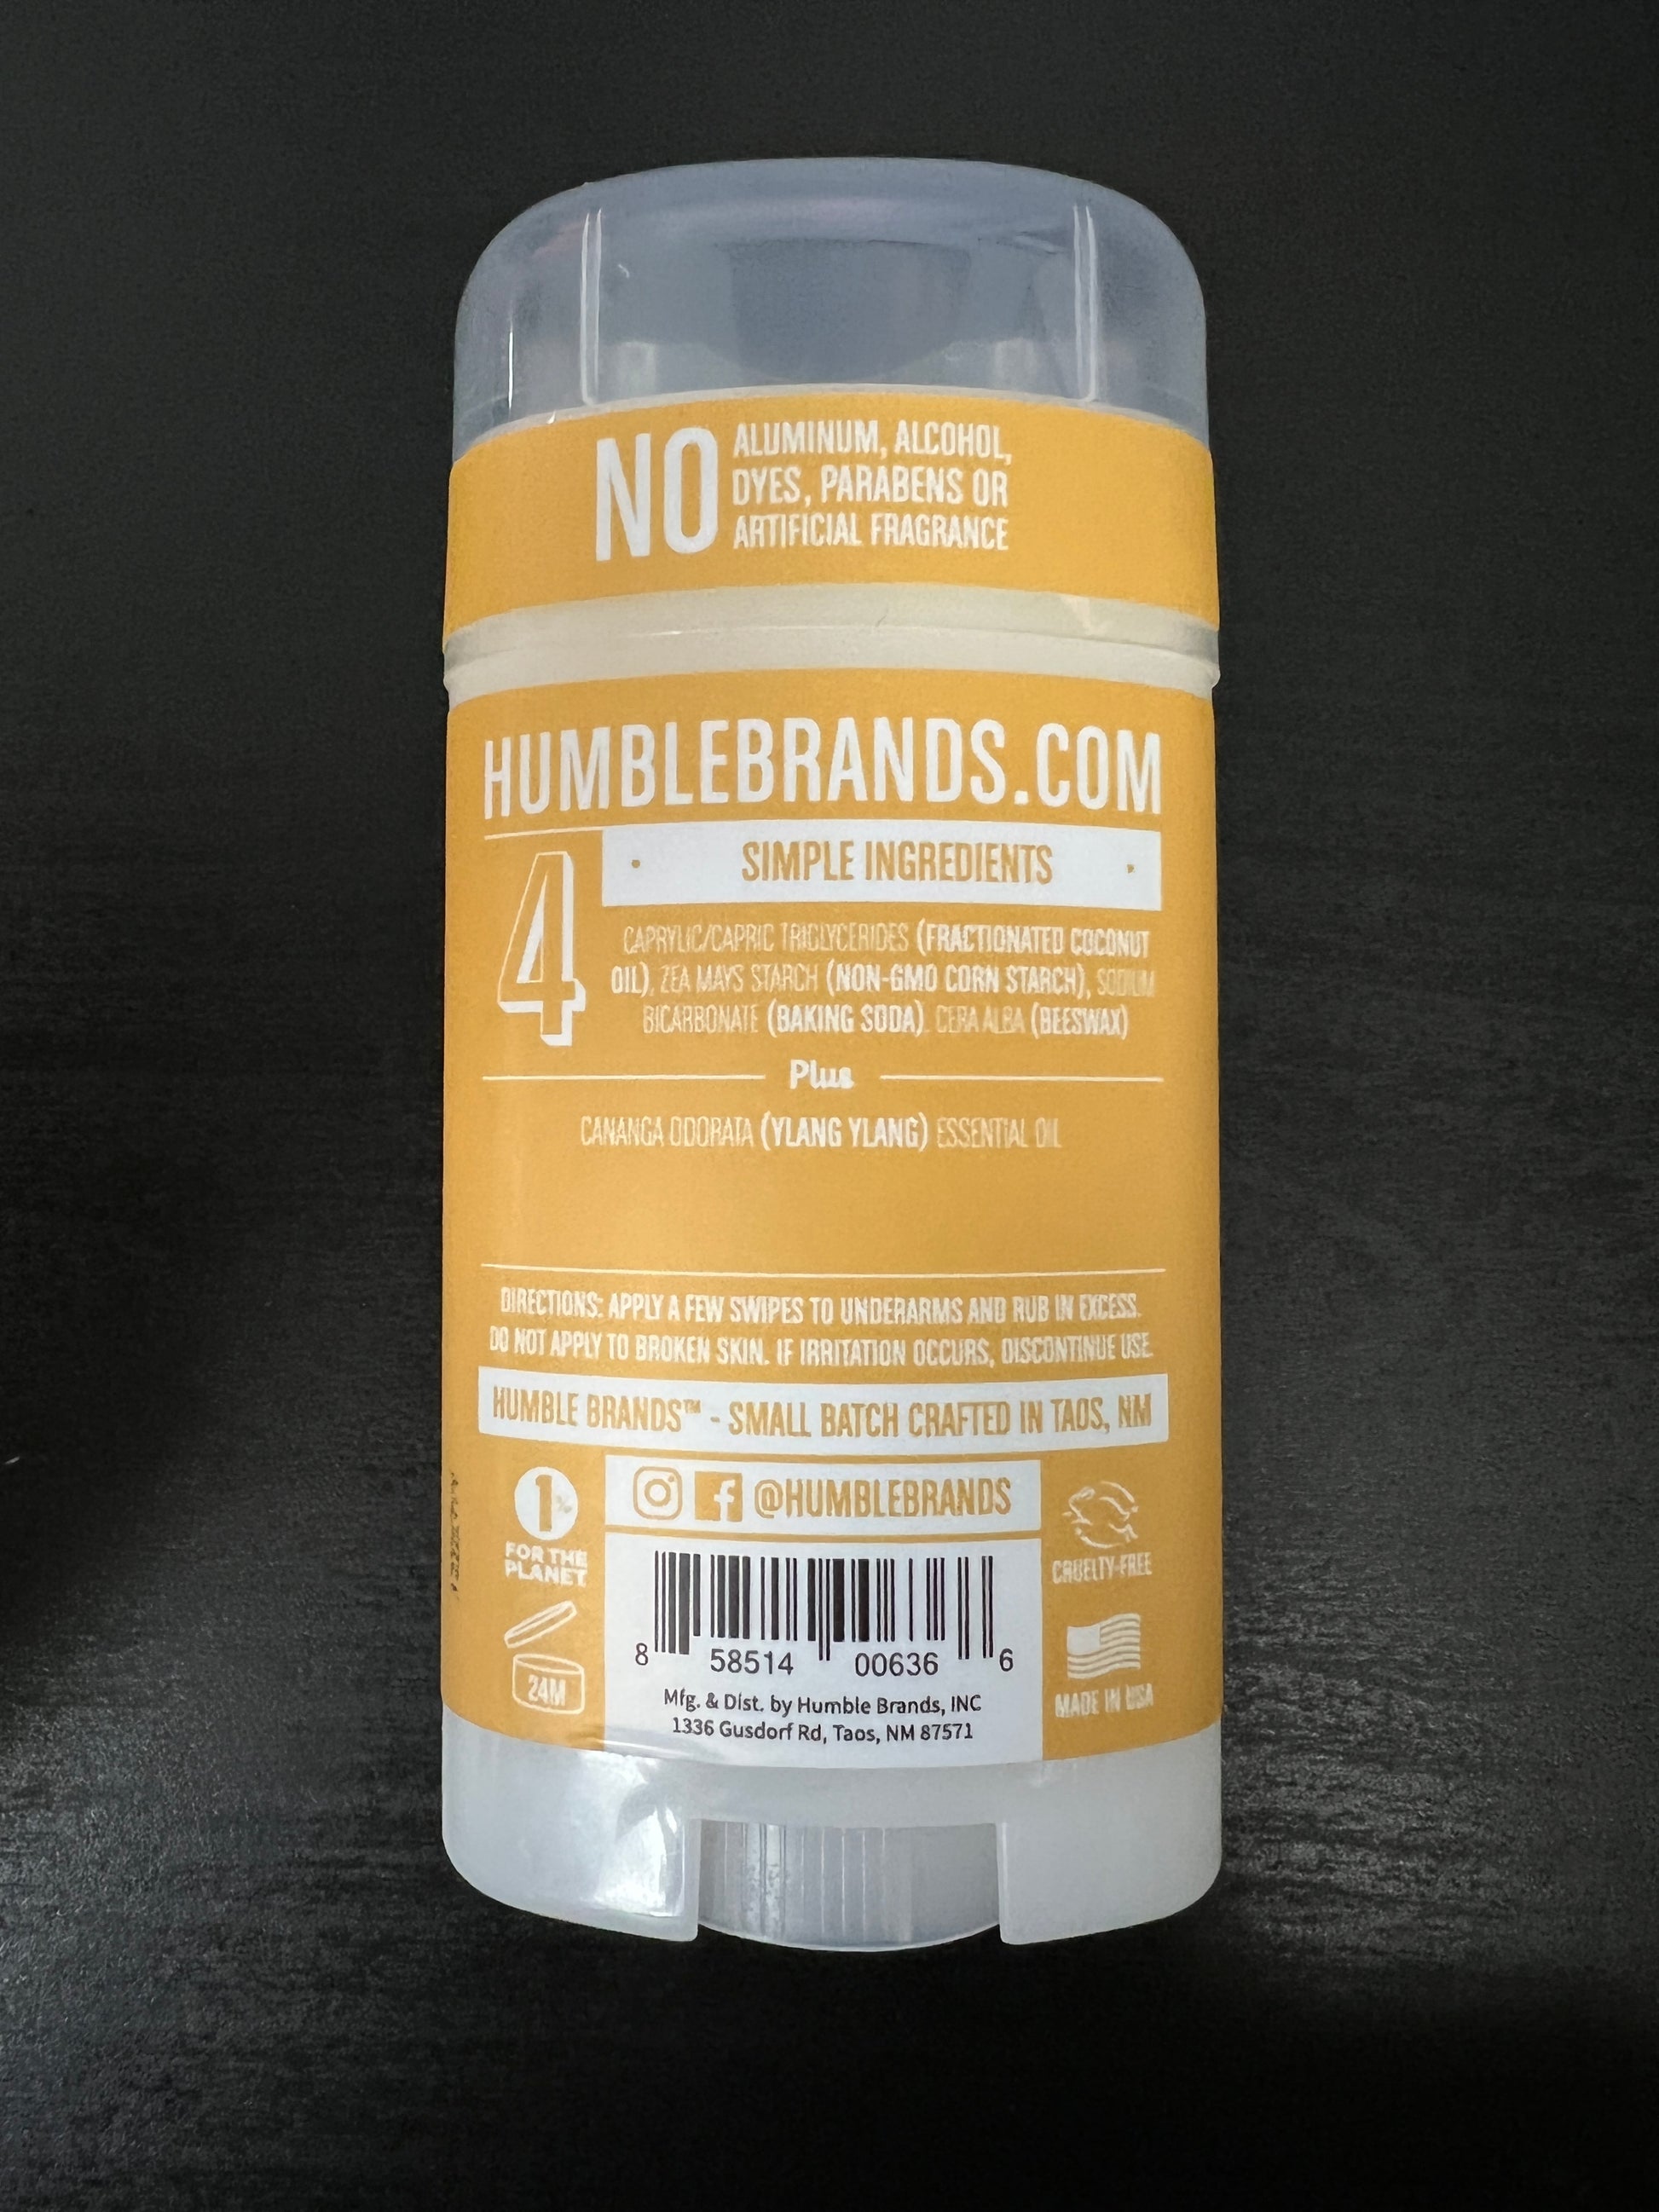 NO ALUMINUM, ALCOHOL,
DYES, PARABENS OR
ARTIFICIAL FRAGRANCE
HUMBLEBRANDS.COM
4 · SIMPLE INGREDIENTS ·
CAPRYLIC/CAPRIC TRIGLYCERIDES (FRACTIONATED COCONUT
OIL), ZEA MAYS STARCH (NON-GMO CORN STARCH), SODIUM
BICARBONATE (BAKING SODA), CERA ALBA (BEESWAX)
Plus
CANANGA ODORATA (YLANG YLANG) ESSENTIAL OIL
DIRECTIONS: APPLY A FEW SWIPES TO UNDERARMS AND RUB IN EXCESS.
DO NOT APPLY TO BROKEN SKIN. IF IRRITATION OCCURS, DISCONTINUE USE.
HUMBLE BRANDS™ - SMALL BATCH CRAFTED IN TAOS, NM
1%
FOR THE
PLANET
24M
@HUMBLEBRANDS
8 58514 00636 6
Mfg. & Dist. by Humble Brands, INC
1336 Gusdorf Rd, Taos, NM 87571
CRUELTY-FREE
MADE IN USA